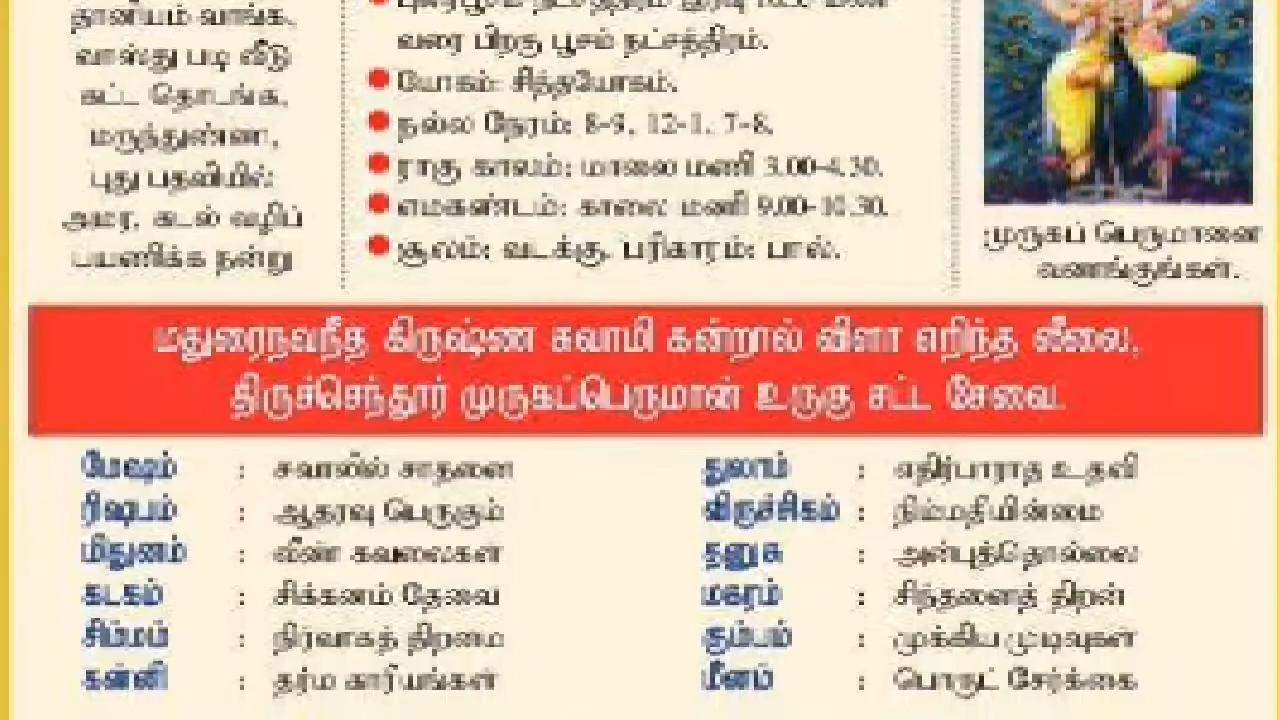 தானியம் வாங்க,
வாஸ்து படி வீடு
கட்ட தொடங்க,
மருந்துண்ண,
புது பதவியில்
அமர, கடல் வழிப்
பயணிக்க நன்று
வரை பிறகு பூசம் நட்சத்திரம்.
யோகம்: சித்தயோகம்.
நல்ல நேரம்: 8-9, 12-1, 7-8,
ராகு காலம்: மாலை மணி 3.00-4.30.
எமகண்டம்: காலை மணி 9.00-10.30.
சூலம்: வடக்கு. பரிகாரம்: பால்.
முருகப் பெருமானை
வணங்குங்கள்.
மதுரைநவநீத கிருஷ்ண சுவாமி கன்றால் விளா எறிந்த லீலை,
திருச்செந்தூர் முருகப்பெருமான் உருகு சட்ட சேவை.
மேஷம் : சவாலில் சாதனை
ரிஷபம் : ஆதரவு பெருகும்
மிதுனம் : வீண் கவலைகள்
கடகம் : சிக்கனம் தேவை
சிம்மம் : நிர்வாகத் திறமை
கன்னி : தர்ம காரியங்கள்
துலாம் : எதிர்பாராத உதவி
விருச்சிகம் : நிம்மதியின்மை
தனுசு : அன்புத்தொல்லை
மகரம் : சிந்தனைத் திறன்
கும்பம் : முக்கிய முடிவுகள்
மீனம் : பொருட் சேர்க்கை